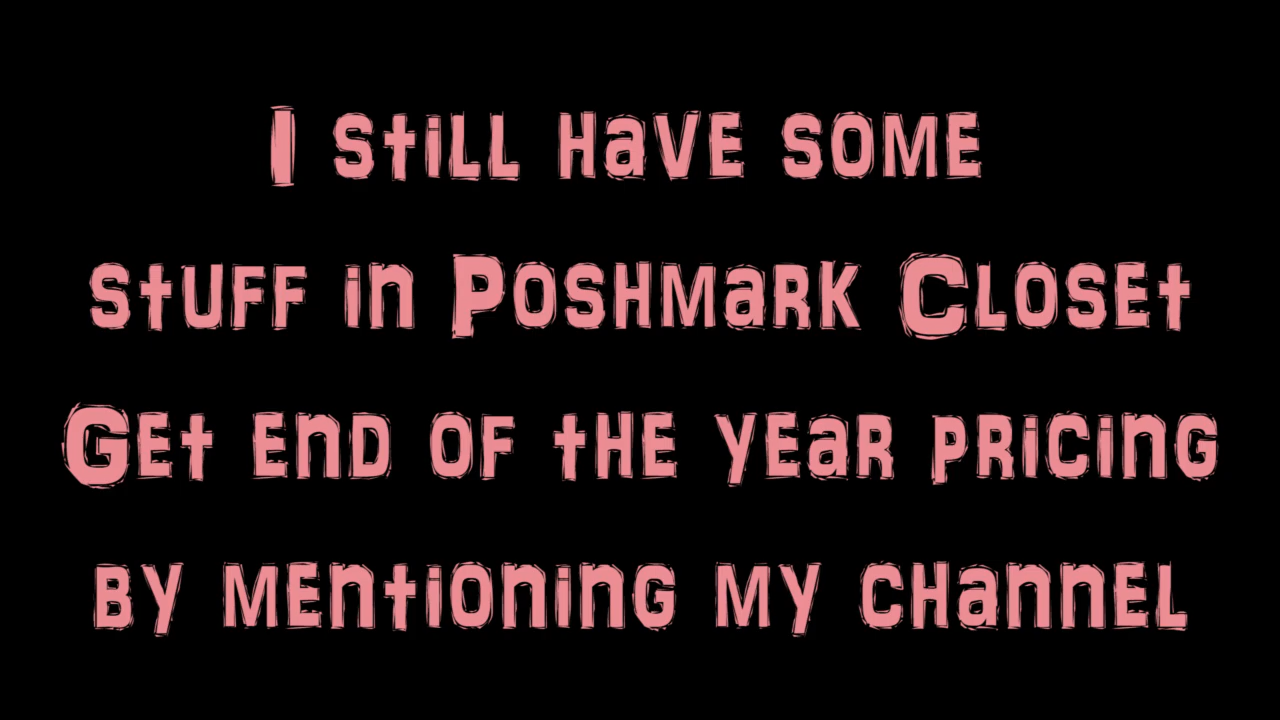 I still have some
stuff in Poshmark Closet
Get end of the year pricing
by mentioning my channel